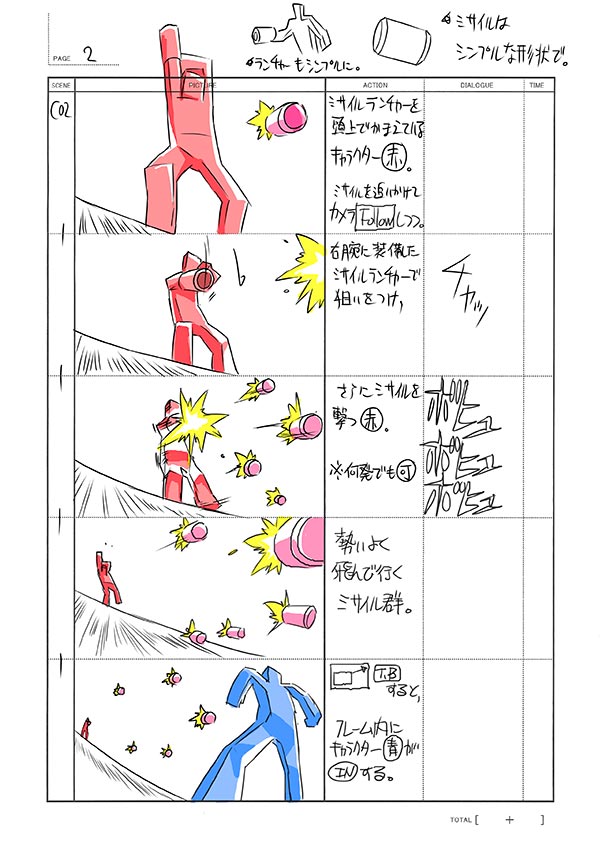 PAGE 2
↳ランチャーもシンプルに。
↳ミサイルは
シンプルな形状で。
SCENE PICTURE ACTION DIALOGUE TIME
C02
ミサイルランチャーを
頭上でかまえている
キャラクター赤。
ミサイルを追いかけて
カメラFollowしつつ。
右腕に装備した
ミサイルランチャーで
狙いをつけ、
チャッ
さらにミサイルを
撃つ赤。
※何発でも可
ボヒュ
ボヒュ
ボヒュ
勢いよく
飛んで行く
ミサイル群。
T.B
すると、
フレーム内に
キャラクター青が
INする。
TOTAL [ + ]